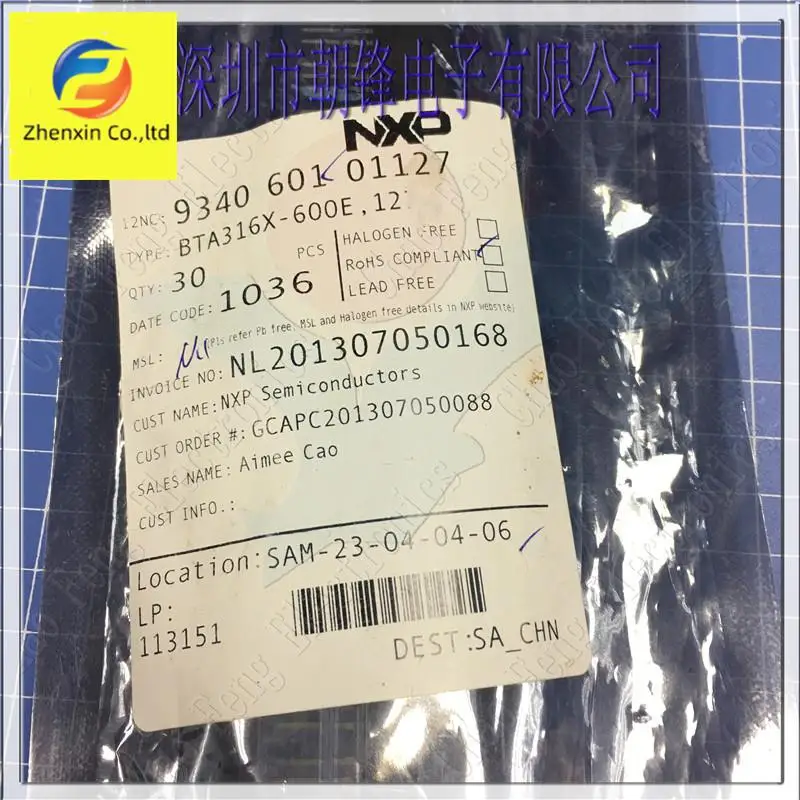 深圳市朝锋电子有限公司
Zhenxin Co.,ltd
NXP
12NC: 9340 601 01127
TYPE: BTA316X-600E,12
QTY: 30 PCS
DATE CODE: 1036
HALOGEN FREE
RoHS COMPLIANT
LEAD FREE
MSL: (Pls refer Pb free, MSL and Halogen free details in NXP website)
INVOICE NO: NL201307050168
CUST NAME: NXP Semiconductors
CUST ORDER #: GCAPC201307050088
SALES NAME: Aimee Cao
CUST INFO.:
Location: SAM-23-04-04-06
LP:
113151
DEST: SA_CHN